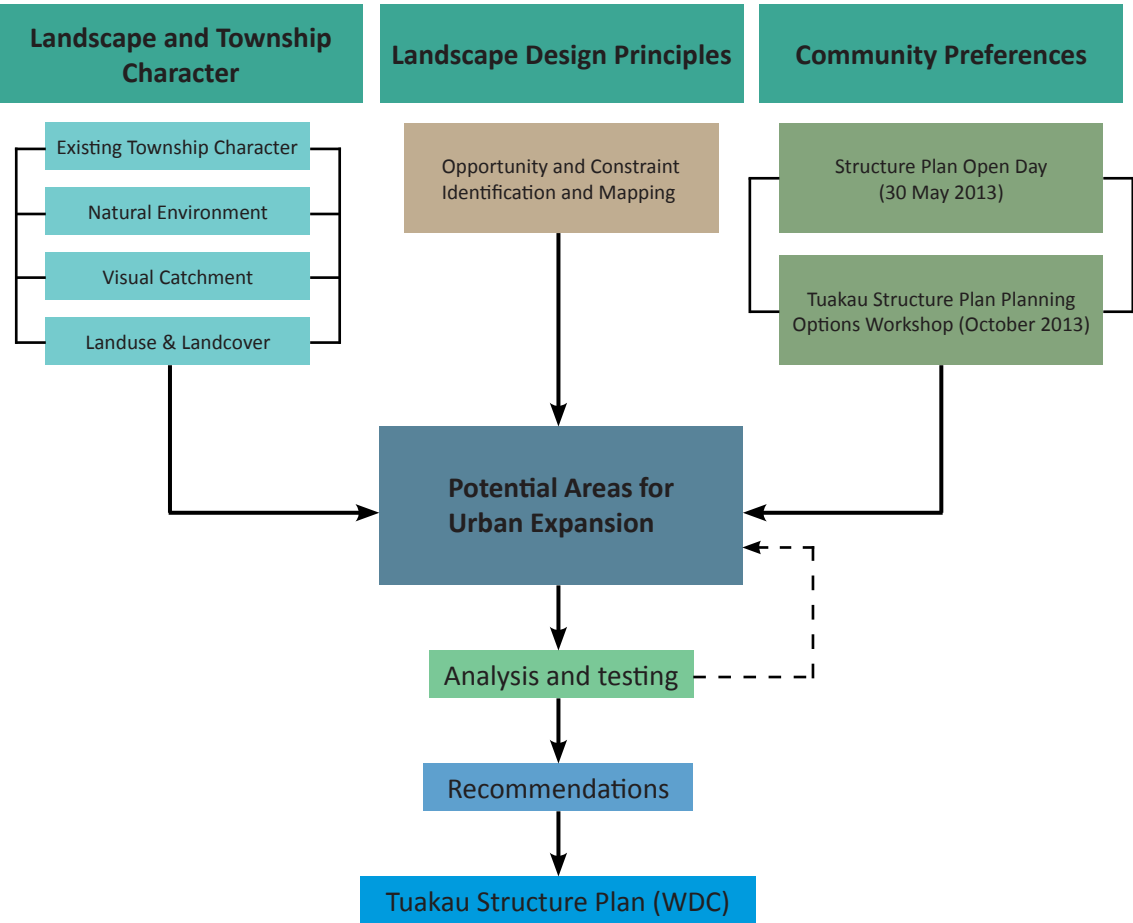 Landscape and Township
Character
Landscape Design Principles
Community Preferences
Existing Township Character
Natural Environment
Visual Catchment
Landuse & Landcover
Opportunity and Constraint
Identification and Mapping
Structure Plan Open Day
(30 May 2013)
Tuakau Structure Plan Planning
Options Workshop (October 2013)
Potential Areas for
Urban Expansion
Analysis and testing
Recommendations
Tuakau Structure Plan (WDC)